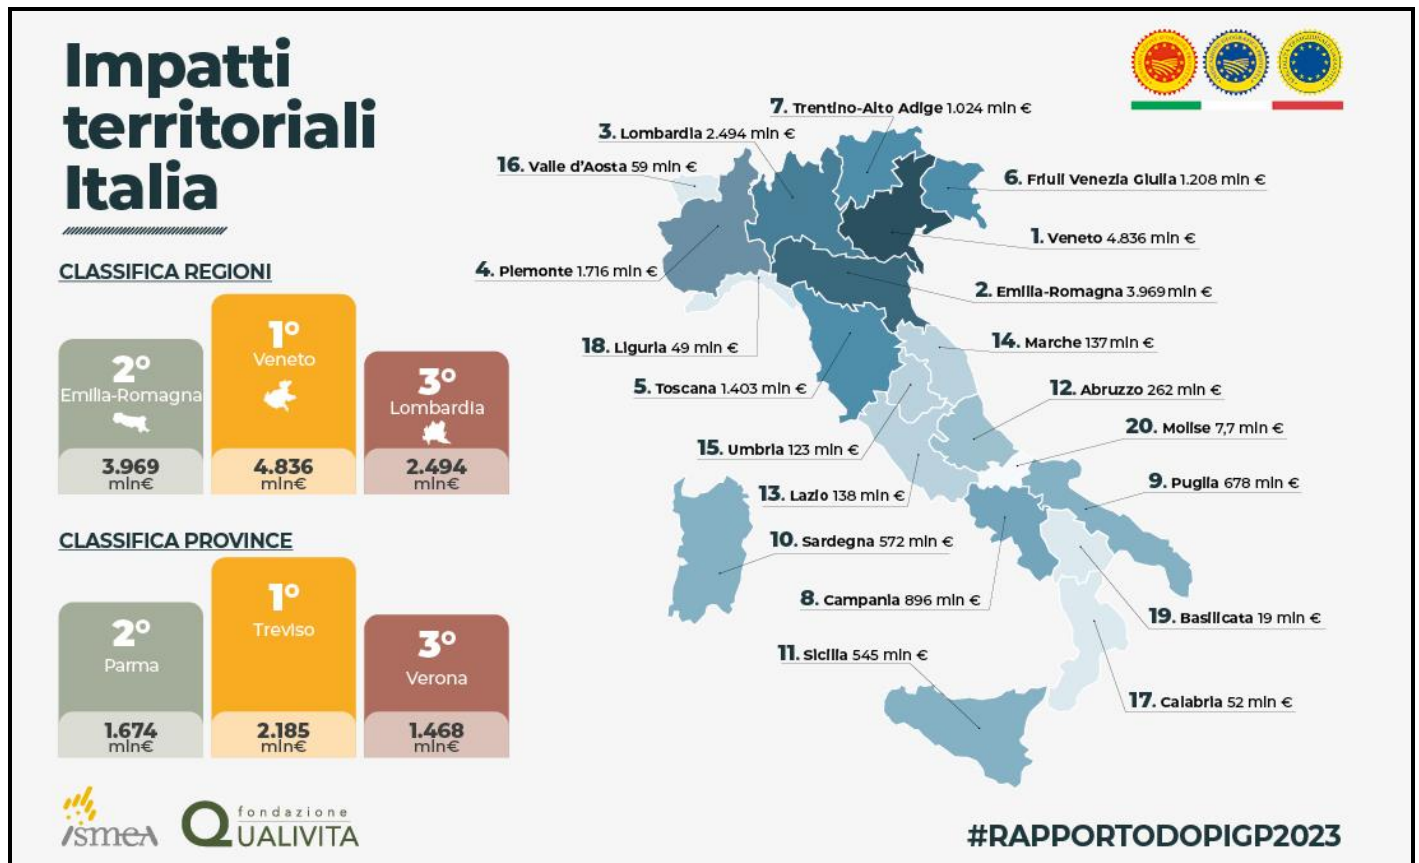 Impatti
territoriali
Italia
CLASSIFICA REGIONI
1°
Veneto
4.836
mln€
2°
Emilia-Romagna
3.969
mln€
3°
Lombardia
2.494
mln€
CLASSIFICA PROVINCE
1°
Treviso
2.185
mln€
2°
Parma
1.674
mln€
3°
Verona
1.468
mln€
ismea
fondazione
QUALIVITA
7. Trentino-Alto Adige 1.024 mln €
3. Lombardia 2.494 mln €
16. Valle d'Aosta 59 mln €
6. Friuli Venezia Giulia 1.208 mln €
1. Veneto 4.836 mln €
4. Piemonte 1.716 mln €
2. Emilia-Romagna 3.969 mln €
14. Marche 137 mln €
18. Liguria 49 mln €
5. Toscana 1.403 mln €
12. Abruzzo 262 mln €
20. Molise 7,7 mln €
15. Umbria 123 mln €
9. Puglia 678 mln €
13. Lazio 138 mln €
10. Sardegna 572 mln €
8. Campania 896 mln €
19. Basilicata 19 mln €
11. Sicilia 545 mln €
17. Calabria 52 mln €
#RAPPORTODOPIGP2023